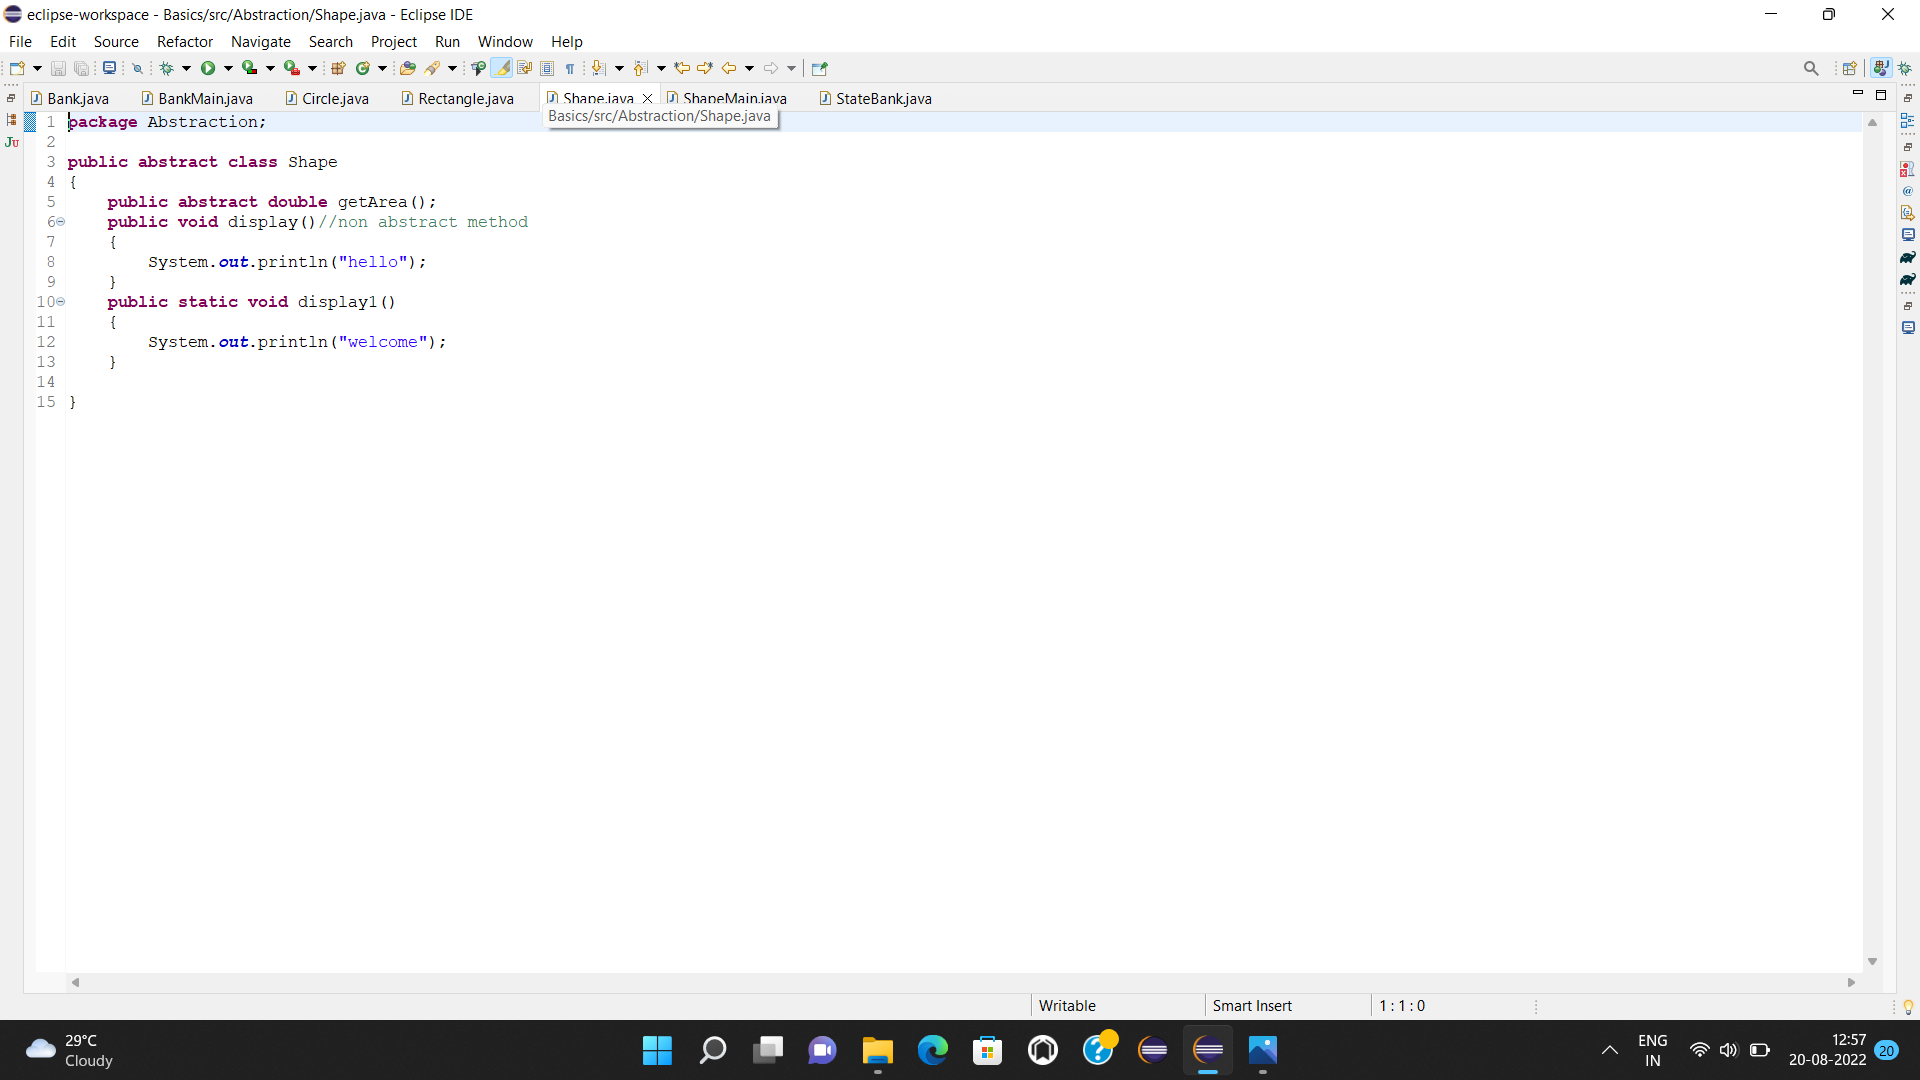 eclipse-workspace - Basics/src/Abstraction/Shape.java - Eclipse IDE
File Edit Source Refactor Navigate Search Project Run Window Help
Bank.java BankMain.java Circle.java Rectangle.java Shape.java ShapeMain.java StateBank.java
Basics/src/Abstraction/Shape.java
1 package Abstraction;
2
3 public abstract class Shape
4 {
5     public abstract double getArea();
6     public void display()//non abstract method
7     {
8         System.out.println("hello");
9     }
10     public static void display1()
11     {
12         System.out.println("welcome");
13     }
14
15 }
Writable Smart Insert 1 : 1 : 0
29°C
Cloudy
ENG
IN
12:57
20-08-2022
20